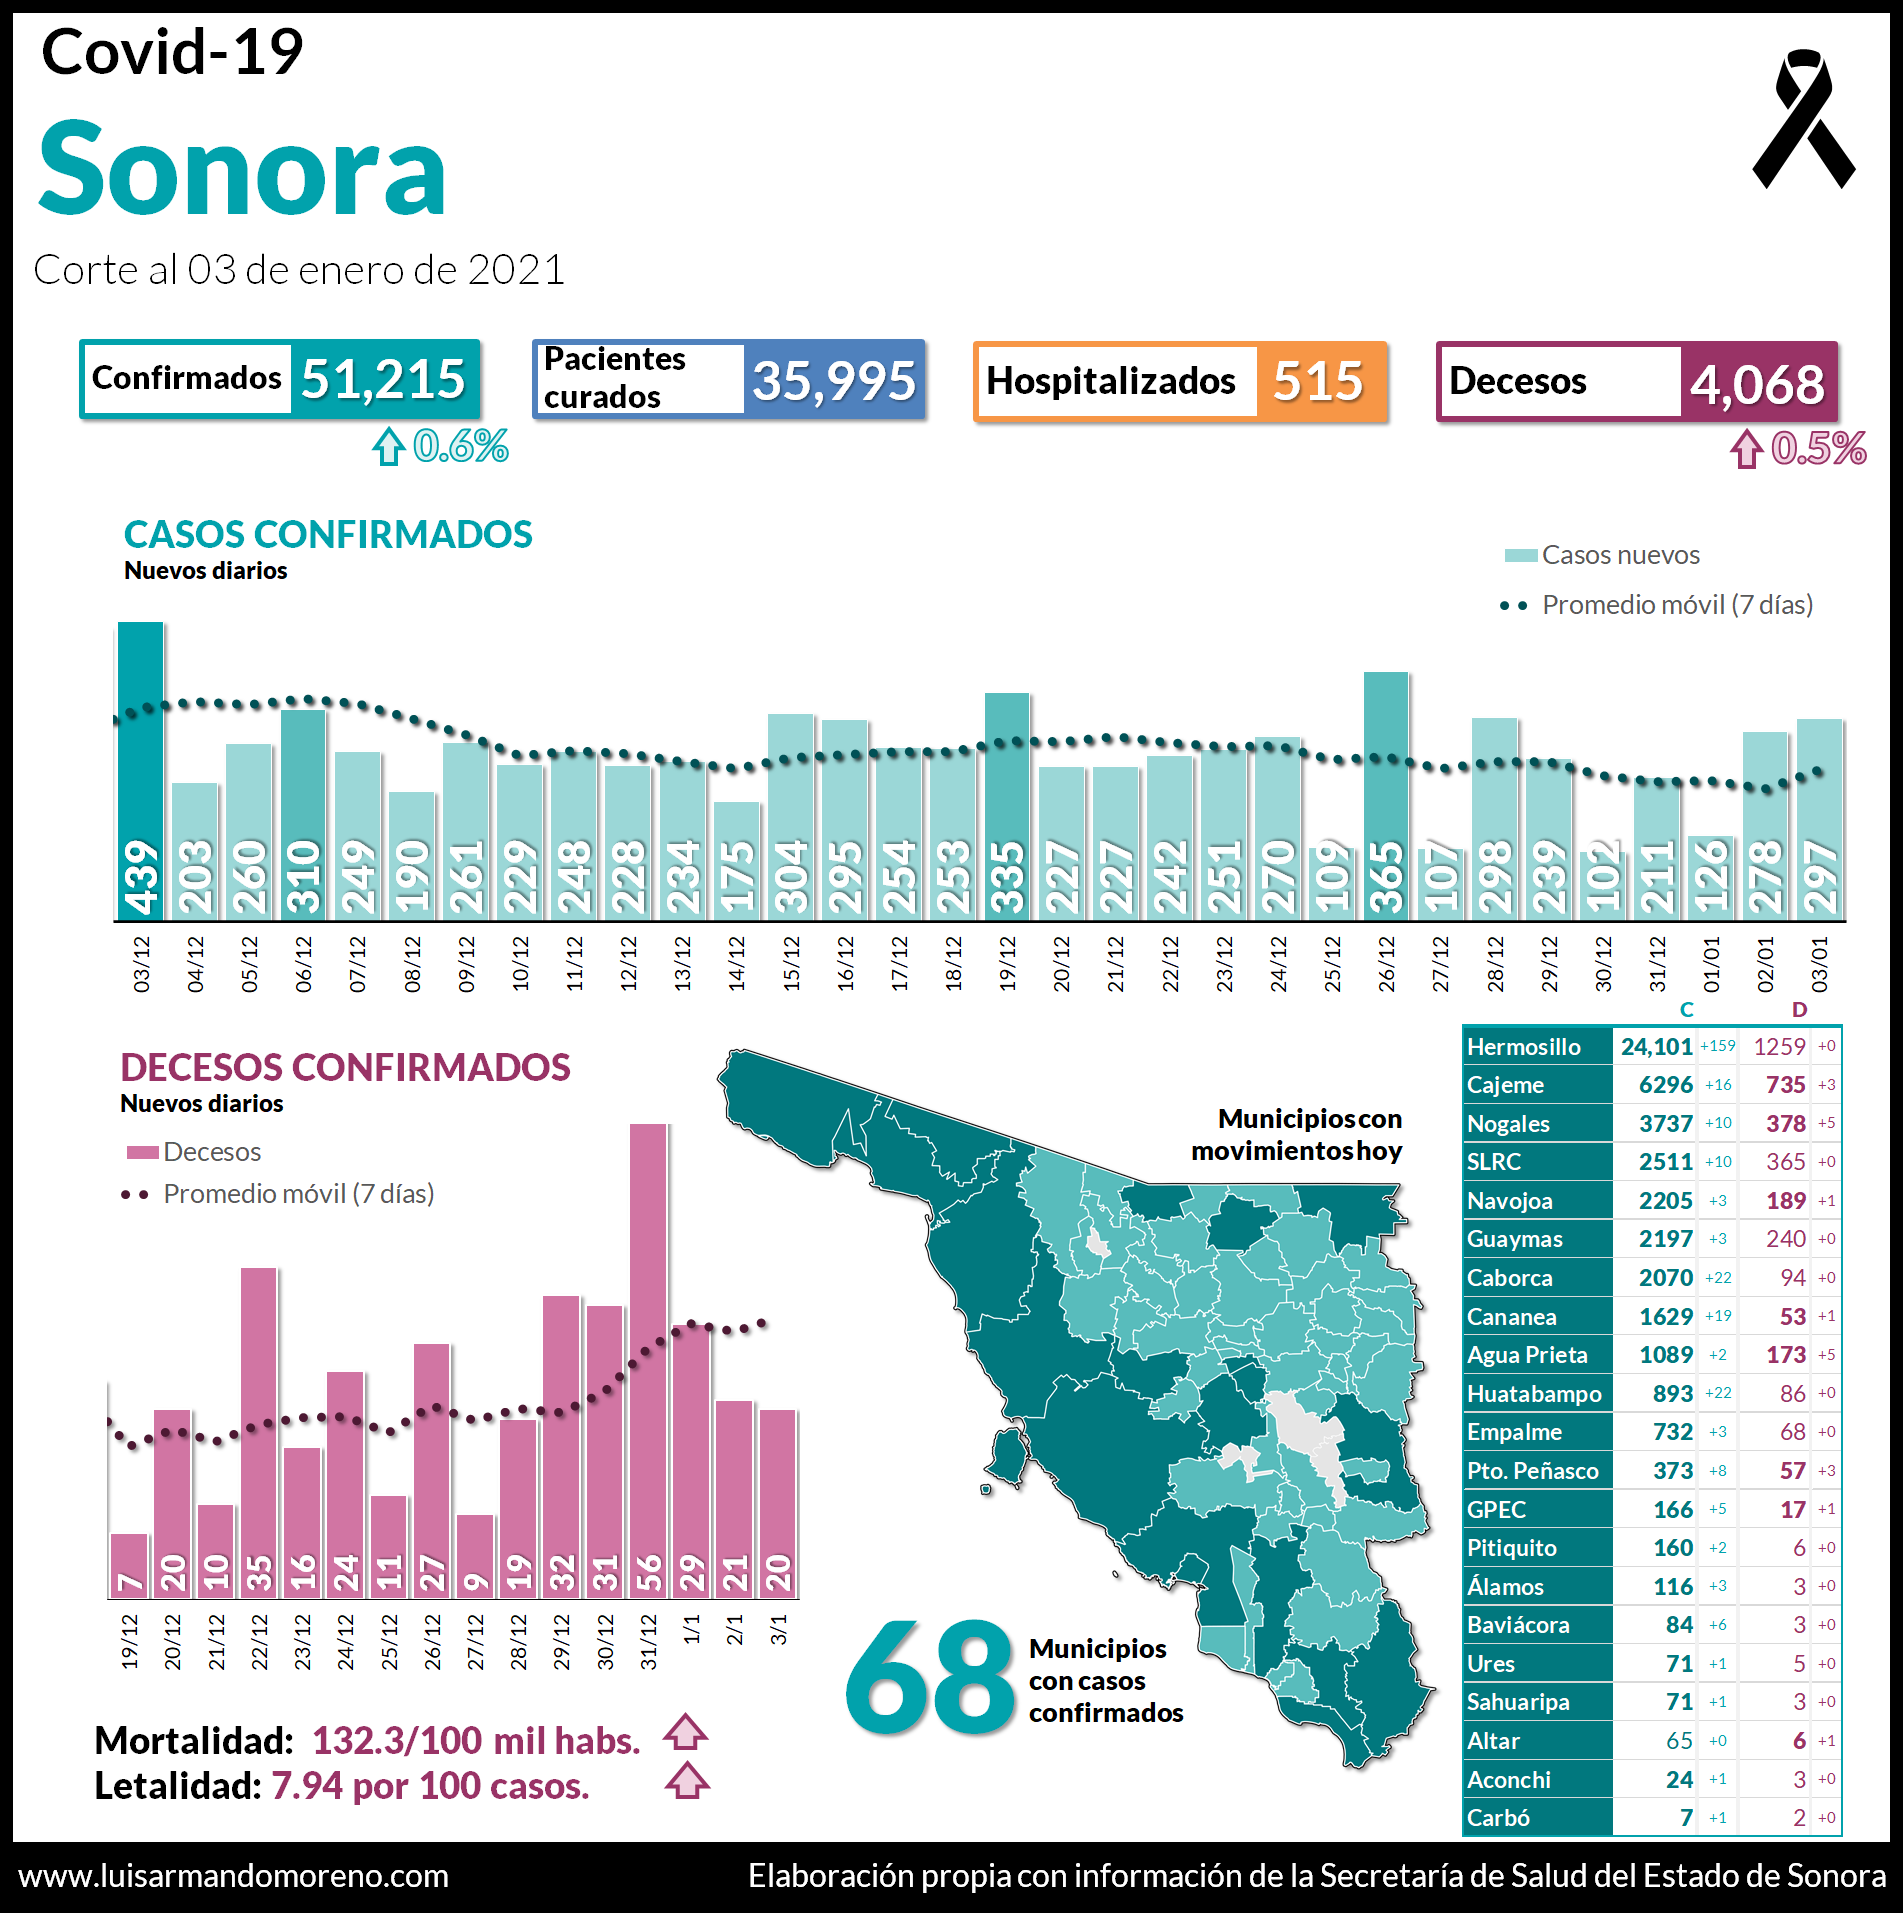 Covid-19
Sonora
Corte al 03 de enero de 2021
Confirmados 51,215
0.6%
Pacientes
curados
35,995
Hospitalizados 515
Decesos 4,068
0.5%
CASOS CONFIRMADOS
Nuevos diarios
Casos nuevos
Promedio móvil (7 días)
439 203 260 310 249 190 261 229 248 228 234 175 304 295 254 253 335 227 227 242 251 270 109 365 107 298 239 102 211 126 278 297
03/12 04/12 05/12 06/12 07/12 08/12 09/12 10/12 11/12 12/12 13/12 14/12 15/12 16/12 17/12 18/12 19/12 20/12 21/12 22/12 23/12 24/12 25/12 26/12 27/12 28/12 29/12 30/12 31/12 01/01 02/01 03/01
DECESOS CONFIRMADOS
Nuevos diarios
Decesos
Promedio móvil (7 días)
7 20 10 35 16 24 11 27 9 19 32 31 56 29 21 20
19/12 20/12 21/12 22/12 23/12 24/12 25/12 26/12 27/12 28/12 29/12 30/12 31/12 1/1 2/1 3/1
Mortalidad: 132.3/100 mil habs.
Letalidad: 7.94 por 100 casos.
Municipios con
movimientos hoy
68
Municipios
con casos
confirmados
C D
Hermosillo 24,101 +159 1259 +0
Cajeme 6296 +16 735 +3
Nogales 3737 +10 378 +5
SLRC 2511 +10 365 +0
Navojoa 2205 +3 189 +1
Guaymas 2197 +3 240 +0
Caborca 2070 +22 94 +0
Cananea 1629 +19 53 +1
Agua Prieta 1089 +2 173 +5
Huatabampo 893 +22 86 +0
Empalme 732 +3 68 +0
Pto. Peñasco 373 +8 57 +3
GPEC 166 +5 17 +1
Pitiquito 160 +2 6 +0
Álamos 116 +3 3 +0
Baviácora 84 +6 3 +0
Ures 71 +1 5 +0
Sahuaripa 71 +1 3 +0
Altar 65 +0 6 +1
Aconchi 24 +1 3 +0
Carbó 7 +1 2 +0
www.luisarmandomoreno.com
Elaboración propia con información de la Secretaría de Salud del Estado de Sonora